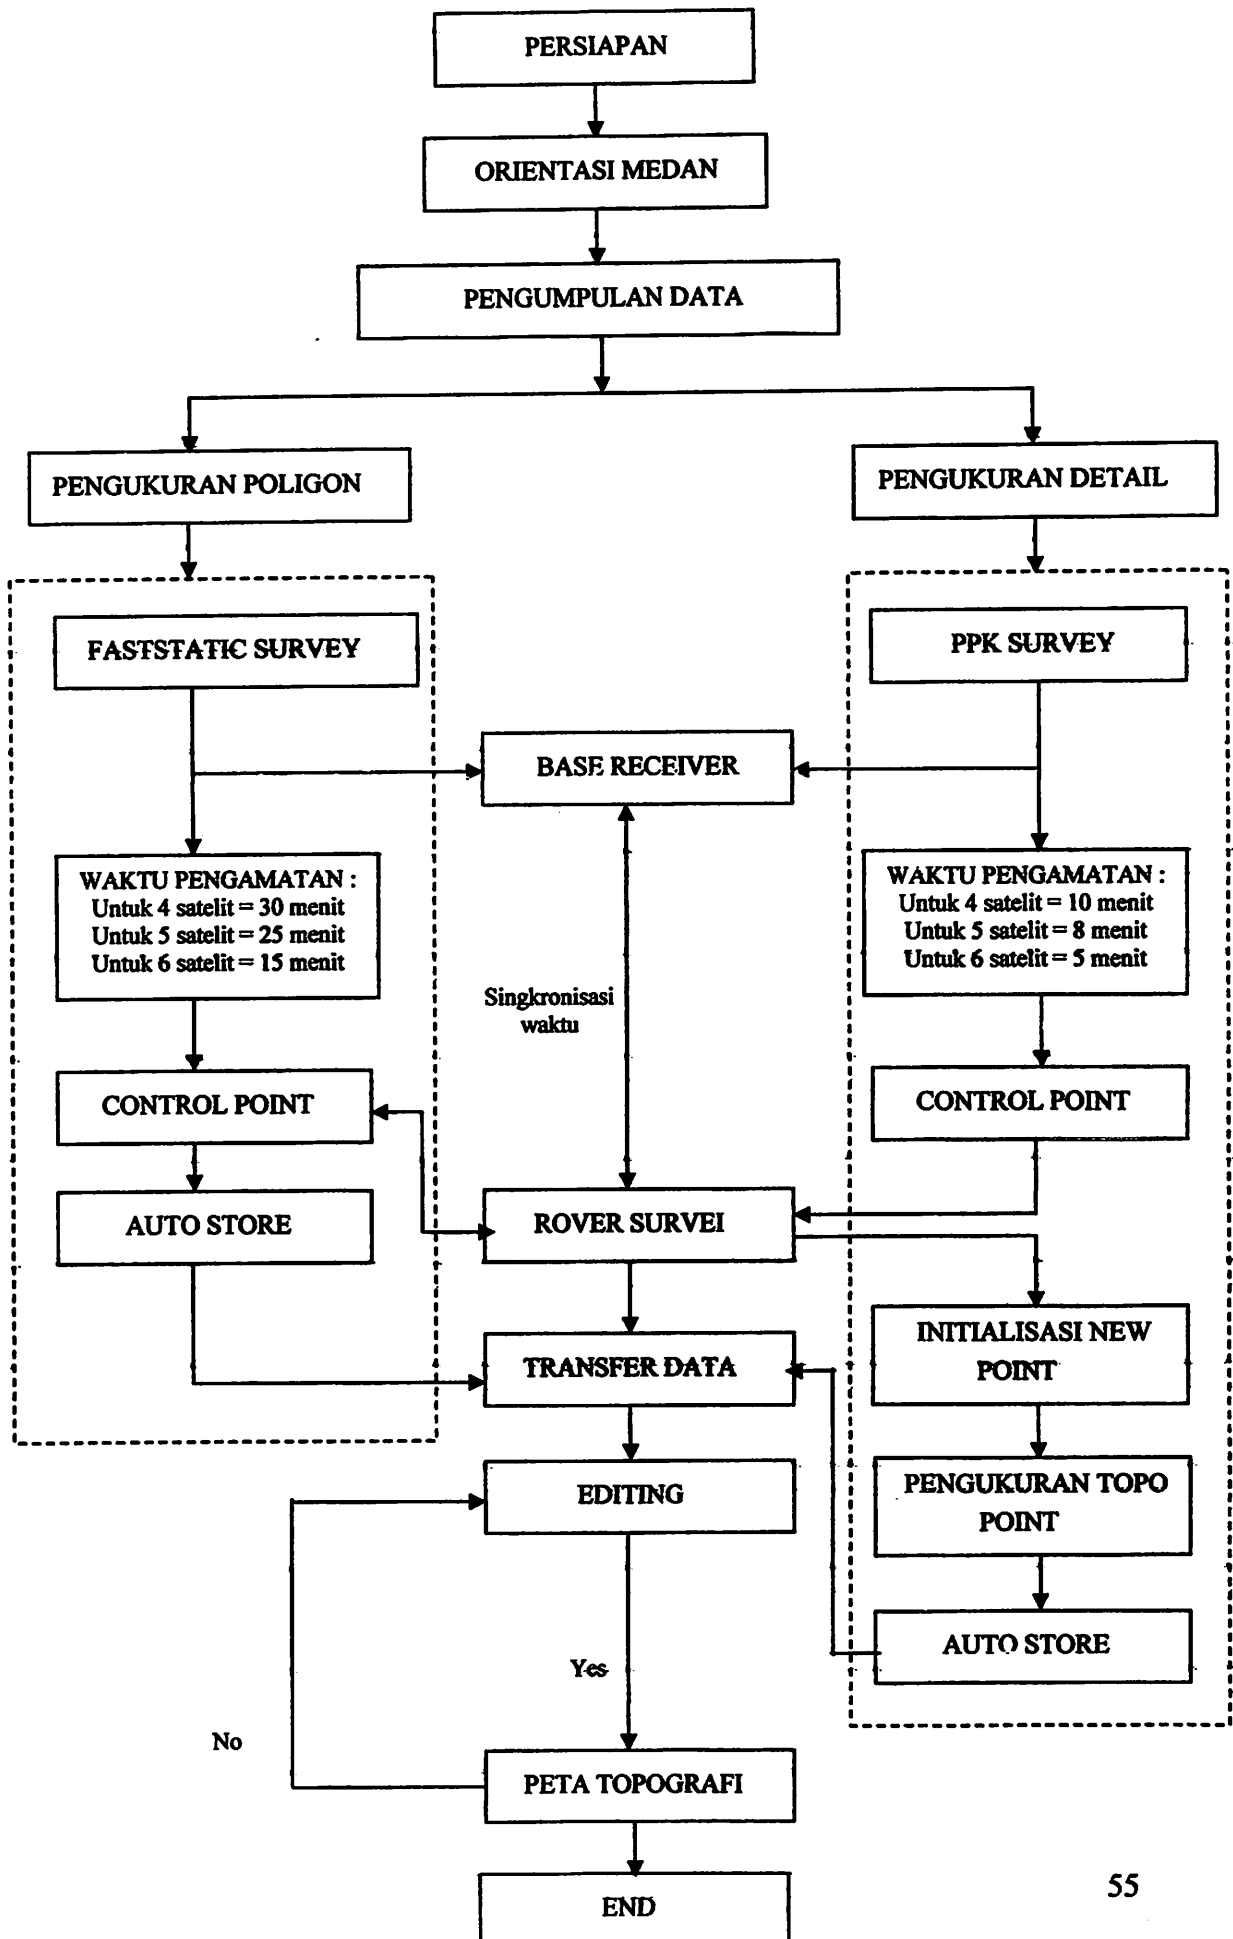 PERSIAPAN
ORIENTASI MEDAN
PENGUMPULAN DATA
PENGUKURAN POLIGON
PENGUKURAN DETAIL
FASTSTATIC SURVEY
PPK SURVEY
BASE RECEIVER
WAKTU PENGAMATAN :
Untuk 4 satelit = 30 menit
Untuk 5 satelit = 25 menit
Untuk 6 satelit = 15 menit
WAKTU PENGAMATAN :
Untuk 4 satelit = 10 menit
Untuk 5 satelit = 8 menit
Untuk 6 satelit = 5 menit
Singkronisasi
waktu
CONTROL POINT
CONTROL POINT
AUTO STORE
ROVER SURVEI
INITIALISASI NEW
POINT
TRANSFER DATA
EDITING
PENGUKURAN TOPO
POINT
AUTO STORE
Yes
No
PETA TOPOGRAFI
END
55